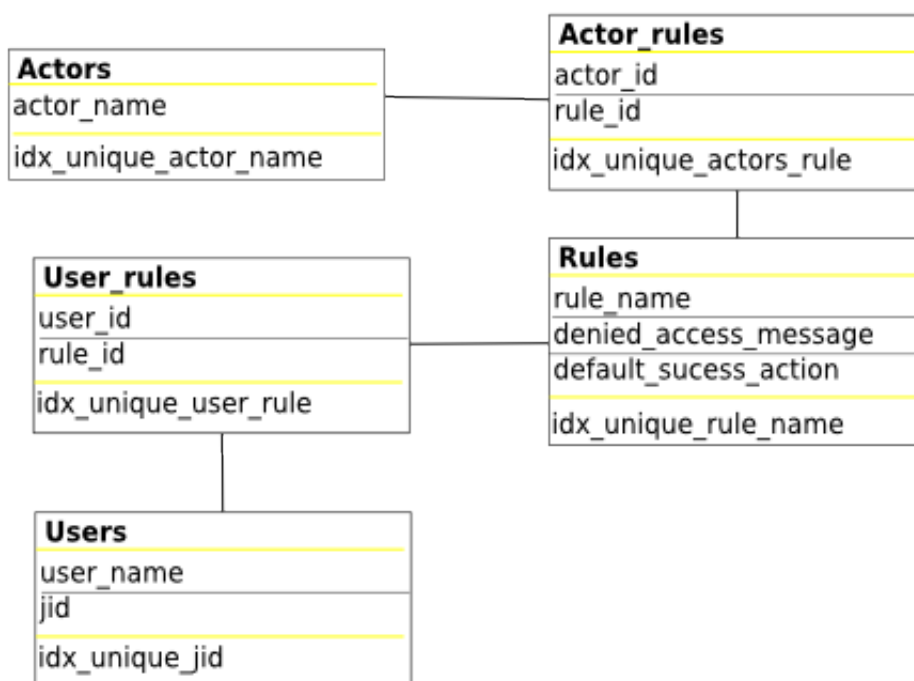 Actors
actor_name
idx_unique_actor_name
Actor_rules
actor_id
rule_id
idx_unique_actors_rule
User_rules
user_id
rule_id
idx_unique_user_rule
Rules
rule_name
denied_access_message
default_sucess_action
idx_unique_rule_name
Users
user_name
jid
idx_unique_jid